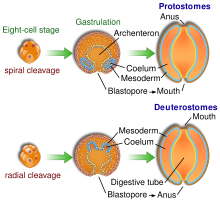 Protostomes
Anus
Eight-cell stage
Gastrulation
Archenteron
Coelum
Mesoderm
spiral cleavage
Blastopore → Mouth
Deuterostomes
Mouth
Mesoderm
Coelum
Digestive tube
radial cleavage
Blastopore → Anus